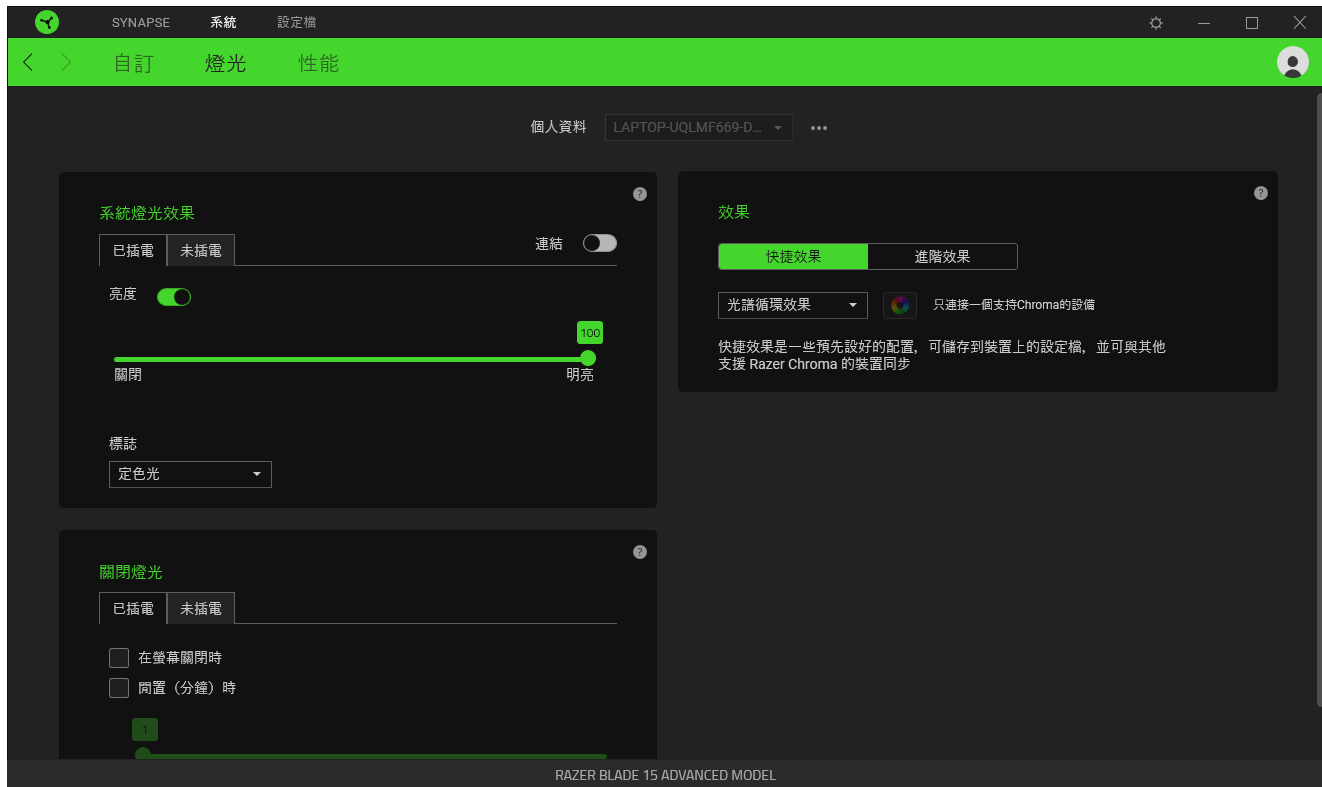 SYNAPSE 系統 設定檔
自訂 燈光 性能
個人資料 LAPTOP-UQLMF669-D...
系統燈光效果
已插電 未插電 連結
亮度
100
關閉 明亮
標誌
定色光
效果
快捷效果 進階效果
光譜循環效果 只連接一個支持Chroma的設備
快捷效果是一些預先設好的配置，可儲存到裝置上的設定檔，並可與其他
支援 Razer Chroma 的裝置同步
關閉燈光
已插電 未插電
在螢幕關閉時
閒置（分鐘）時
1
RAZER BLADE 15 ADVANCED MODEL